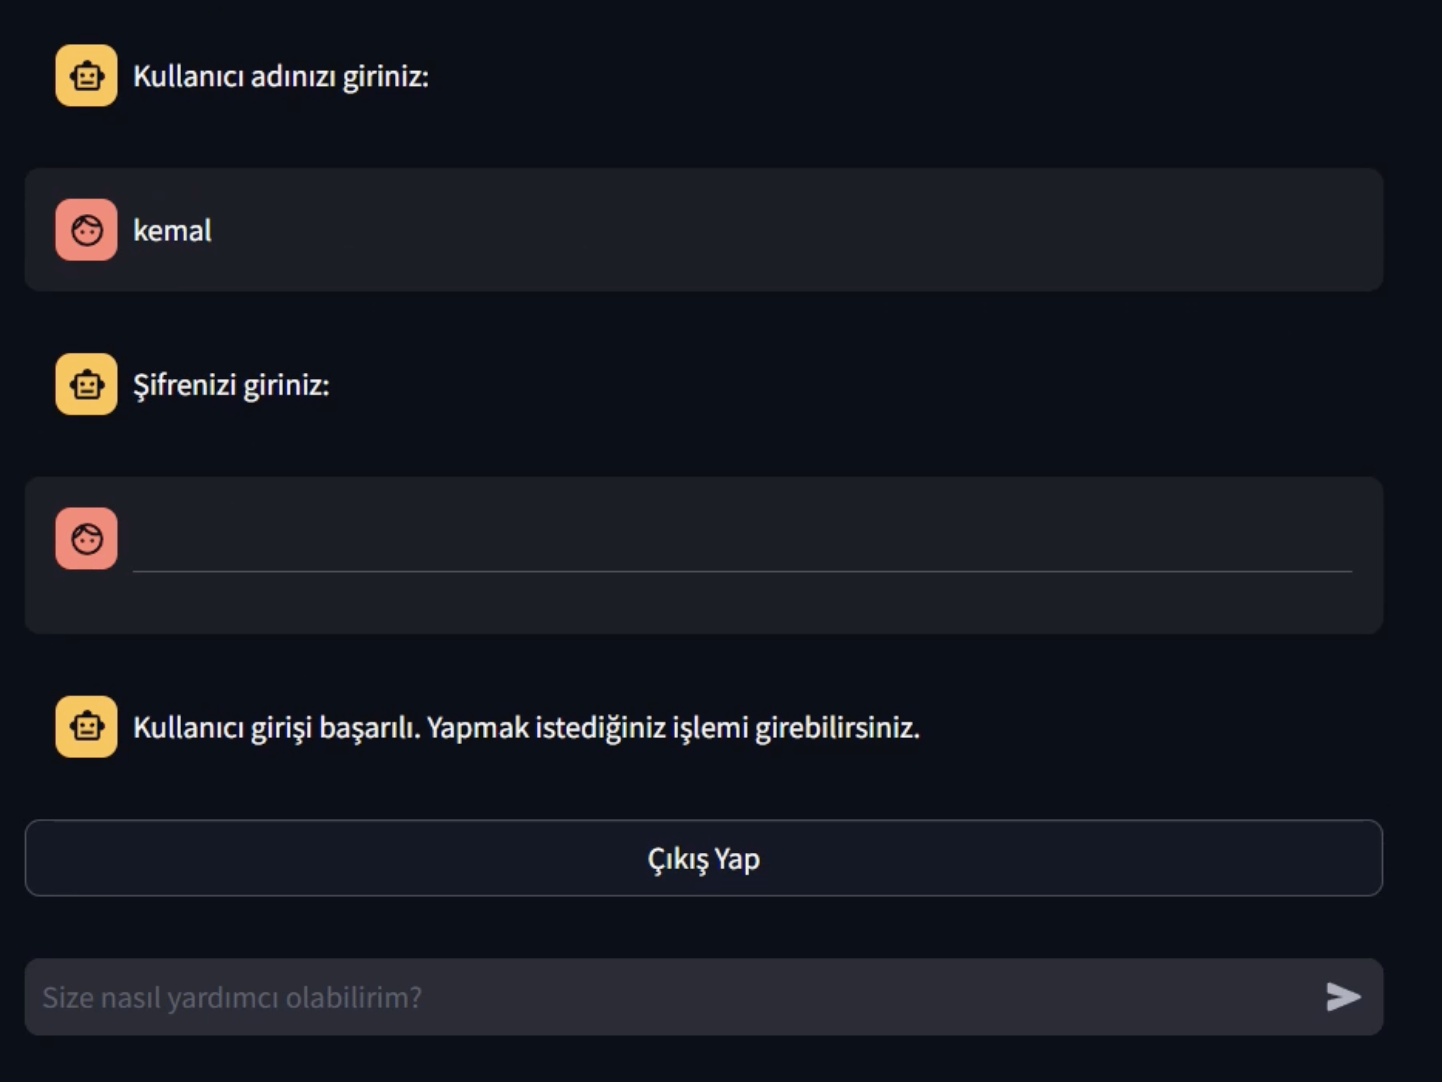 Kullanıcı adınızı giriniz:
kemal
Şifrenizi giriniz:
Kullanıcı girişi başarılı. Yapmak istediğiniz işlemi girebilirsiniz.
Çıkış Yap
Size nasıl yardımcı olabilirim?